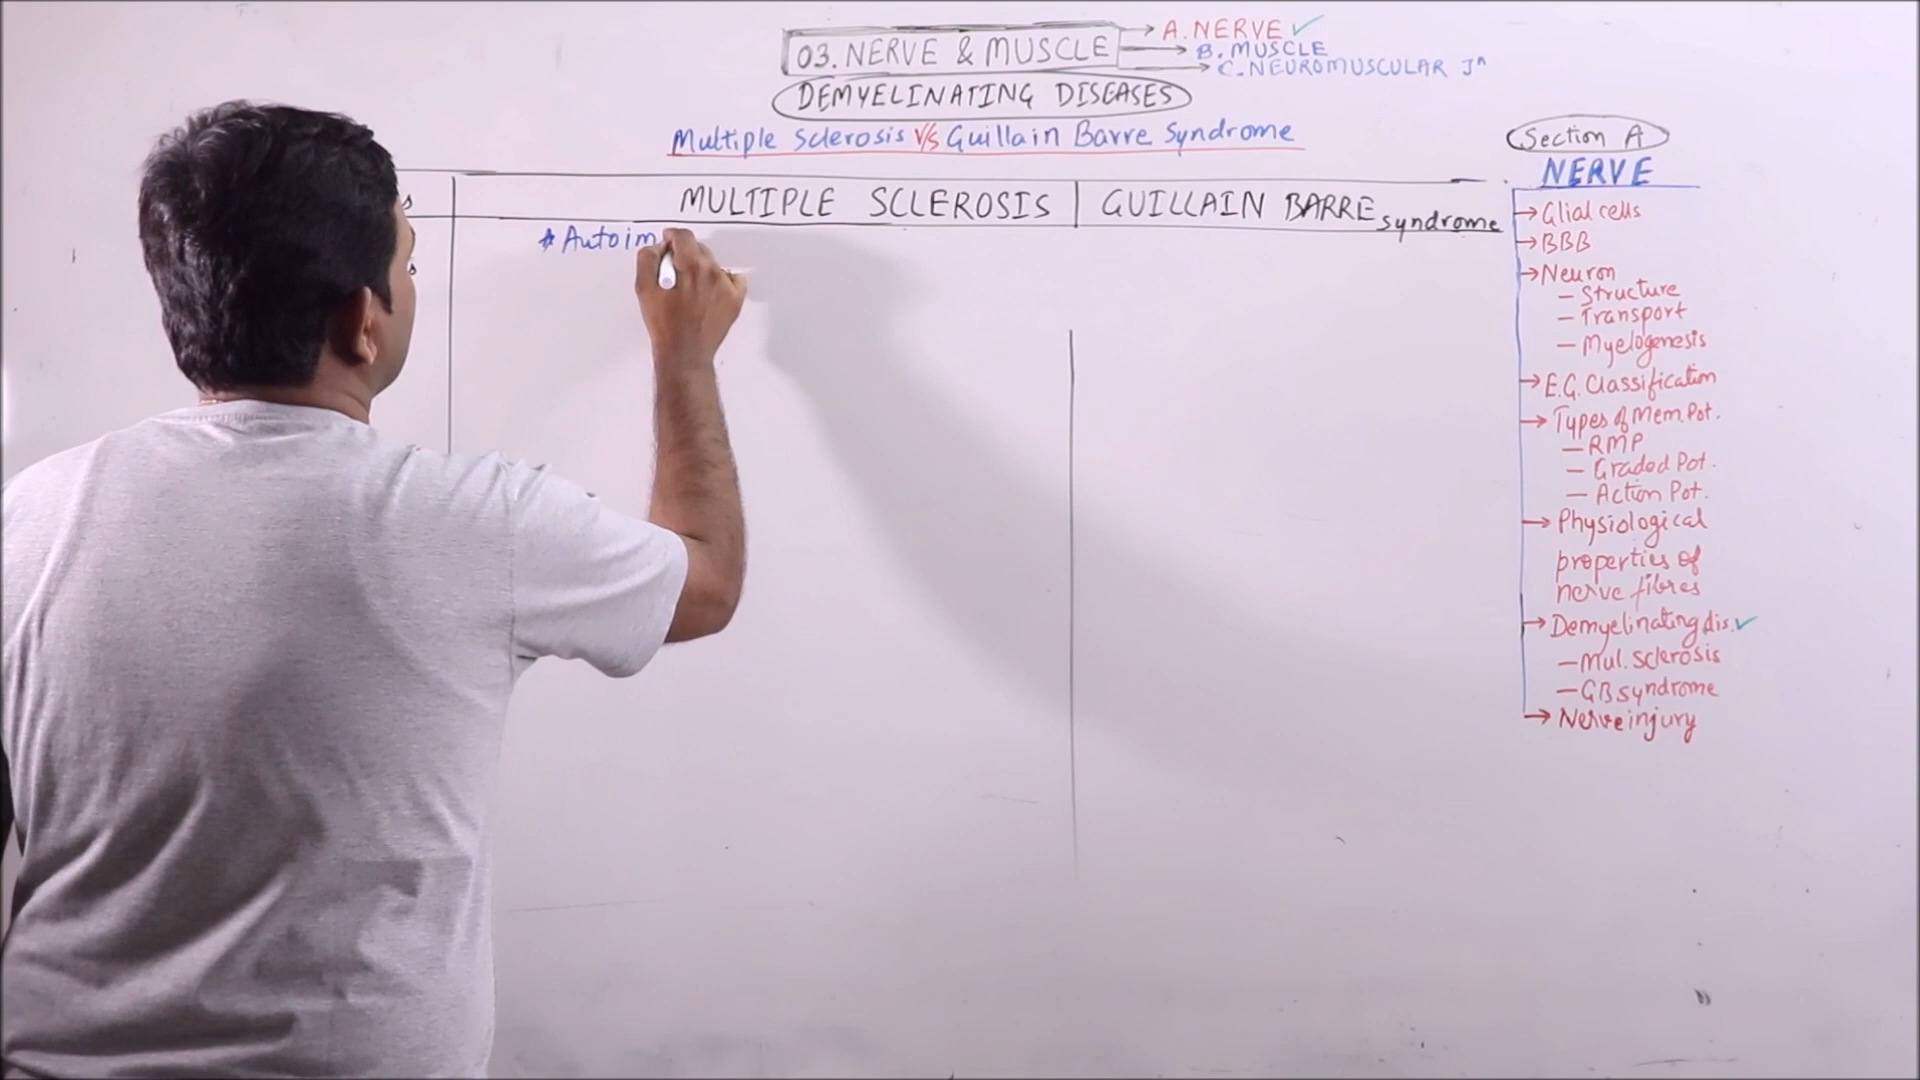 03. NERVE & MUSCLE
A. NERVE ✓
B. MUSCLE
C. NEUROMUSCULAR Jn
DEMYELINATING DISEASES
Multiple Sclerosis V/S Guillain Barre Syndrome
MULTIPLE SCLEROSIS
GUILLAIN BARRE syndrome
* Autoim
Section A
NERVE
→ Glial cells
→ BBB
→ Neuron
– Structure
– Transport
– Myelogenesis
→ E.G. Classification
→ Types of Mem. Pot.
– RMP
– Graded Pot.
– Action Pot.
→ Physiological
properties of
nerve fibres
→ Demyelinating dis. ✓
– Mul. Sclerosis
– GB syndrome
→ Nerve injury